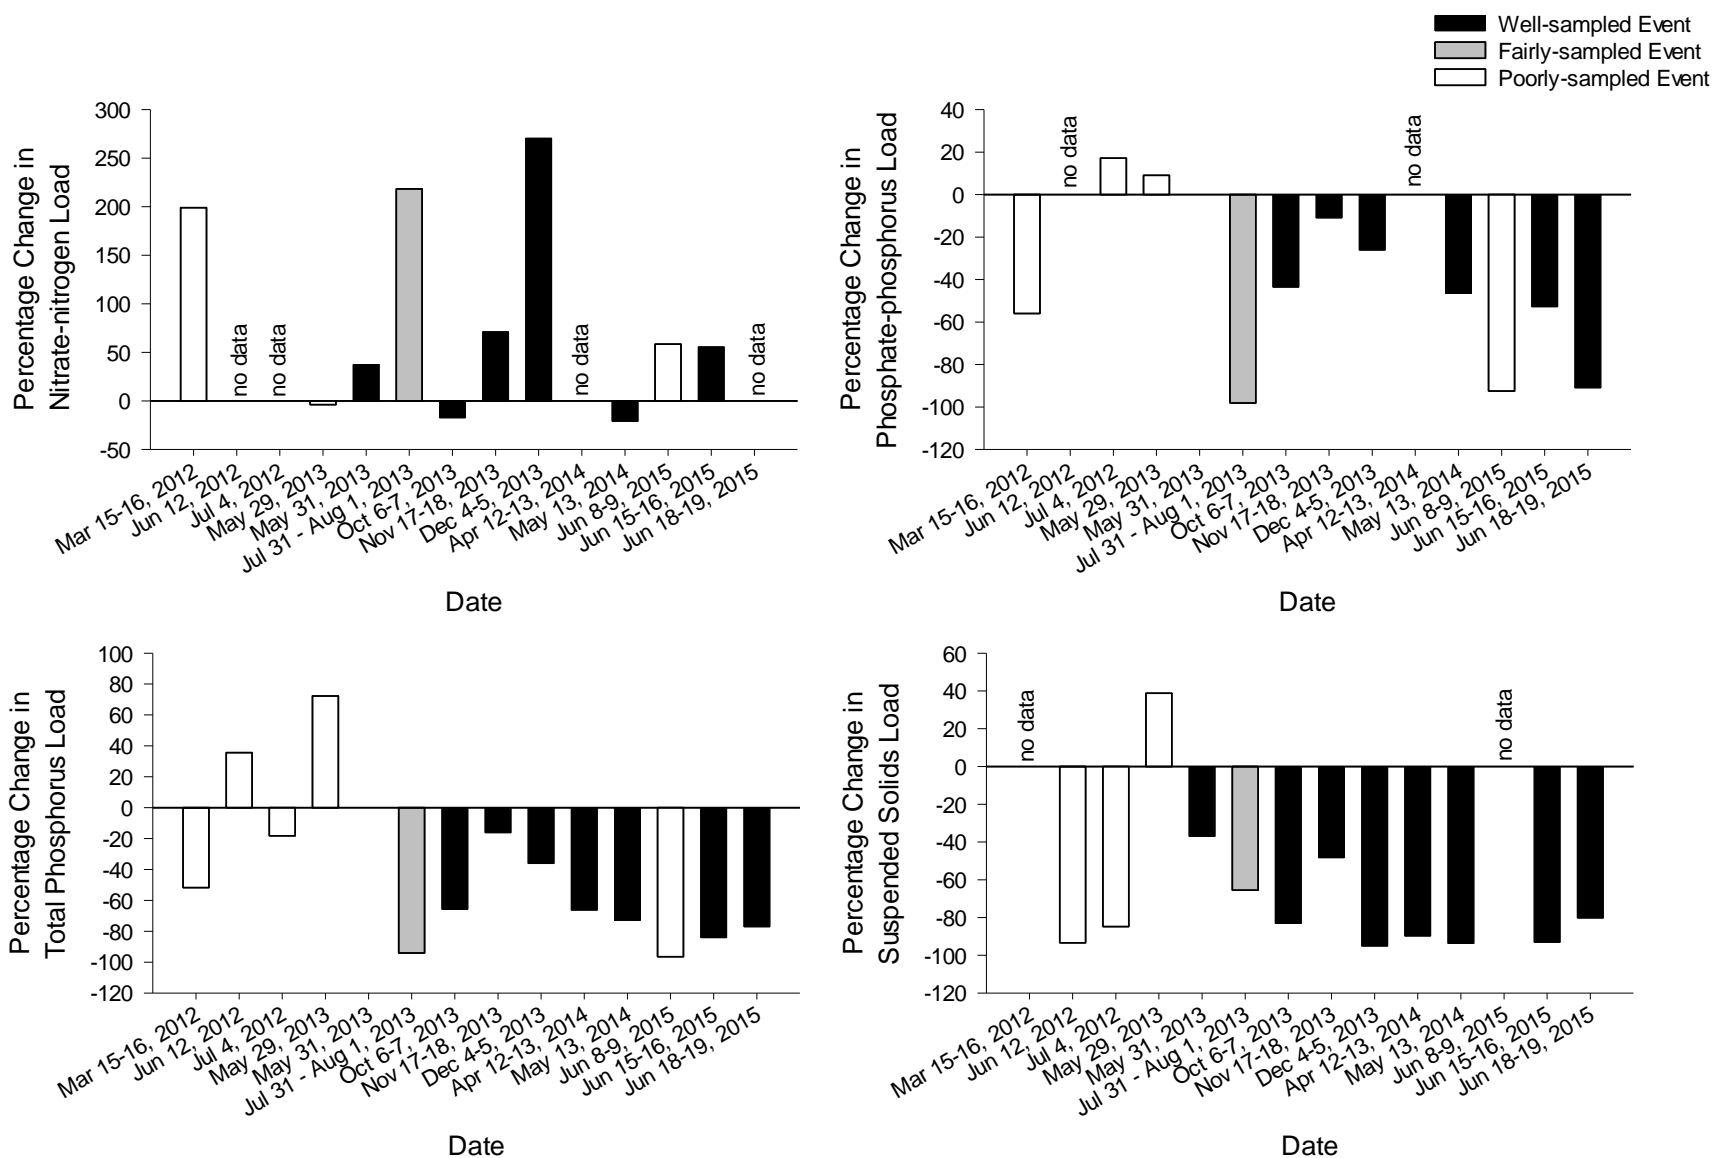 Well-sampled Event
Fairly-sampled Event
Poorly-sampled Event
Percentage Change in
Nitrate-nitrogen Load
300
250
200
150
100
50
0
-50
no data
no data
no data
no data
Mar 15-16, 2012
Jun 12, 2012
Jul 4, 2012
May 29, 2013
May 31, 2013
Jul 31 - Aug 1, 2013
Oct 6-7, 2013
Nov 17-18, 2013
Dec 4-5, 2013
Apr 12-13, 2014
May 13, 2014
Jun 8-9, 2015
Jun 15-16, 2015
Jun 18-19, 2015
Date
Percentage Change in
Phosphate-phosphorus Load
40
20
0
-20
-40
-60
-80
-100
-120
no data
no data
Mar 15-16, 2012
Jun 12, 2012
Jul 4, 2012
May 29, 2013
May 31, 2013
Jul 31 - Aug 1, 2013
Oct 6-7, 2013
Nov 17-18, 2013
Dec 4-5, 2013
Apr 12-13, 2014
May 13, 2014
Jun 8-9, 2015
Jun 15-16, 2015
Jun 18-19, 2015
Date
Percentage Change in
Total Phosphorus Load
100
80
60
40
20
0
-20
-40
-60
-80
-100
-120
Mar 15-16, 2012
Jun 12, 2012
Jul 4, 2012
May 29, 2013
May 31, 2013
Jul 31 - Aug 1, 2013
Oct 6-7, 2013
Nov 17-18, 2013
Dec 4-5, 2013
Apr 12-13, 2014
May 13, 2014
Jun 8-9, 2015
Jun 15-16, 2015
Jun 18-19, 2015
Date
Percentage Change in
Suspended Solids Load
60
40
20
0
-20
-40
-60
-80
-100
-120
no data
no data
Mar 15-16, 2012
Jun 12, 2012
Jul 4, 2012
May 29, 2013
May 31, 2013
Jul 31 - Aug 1, 2013
Oct 6-7, 2013
Nov 17-18, 2013
Dec 4-5, 2013
Apr 12-13, 2014
May 13, 2014
Jun 8-9, 2015
Jun 15-16, 2015
Jun 18-19, 2015
Date